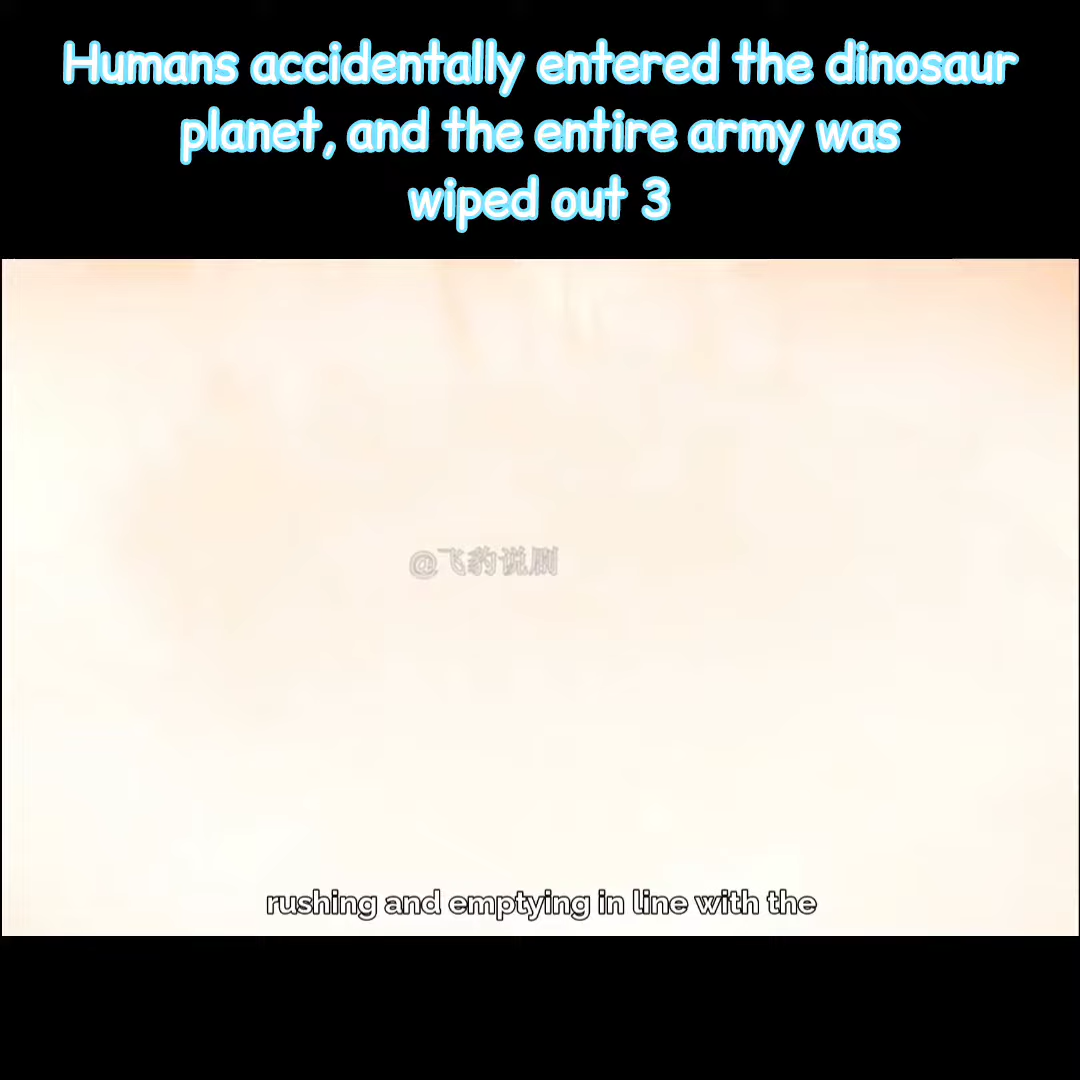 Humans accidentally entered the dinosaur
planet, and the entire army was
wiped out 3
@飞豹说剧
rushing and emptying in line with the